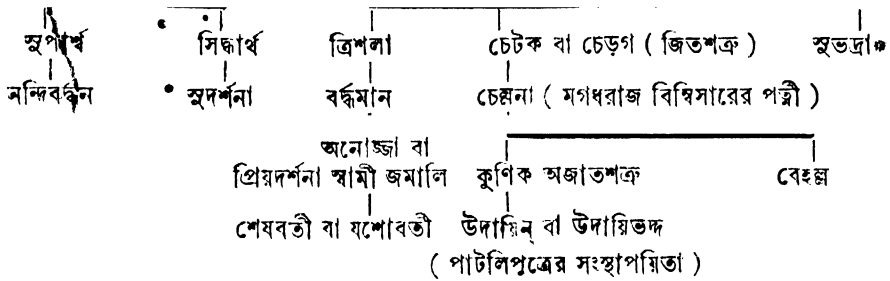 সুপার্শ্ব সিদ্ধার্থ ত্রিশলা চেটক বা চেড়গ ( জিতশত্রু ) সুভদ্রা
নন্দিবর্দ্ধন সুদর্শনা বর্দ্ধমান চেল্লনা ( মগধরাজ বিম্বিসারের পত্নী )
অনোজ্জা বা
প্রিয়দর্শনা স্বামী জমালি কুণিক অজাতশত্রু বেহল্ল
শেষবতী বা যশোবতী উদায়িন্ বা উদায়িভদ্দ
( পাটলিপুত্রের সংস্থাপয়িতা )